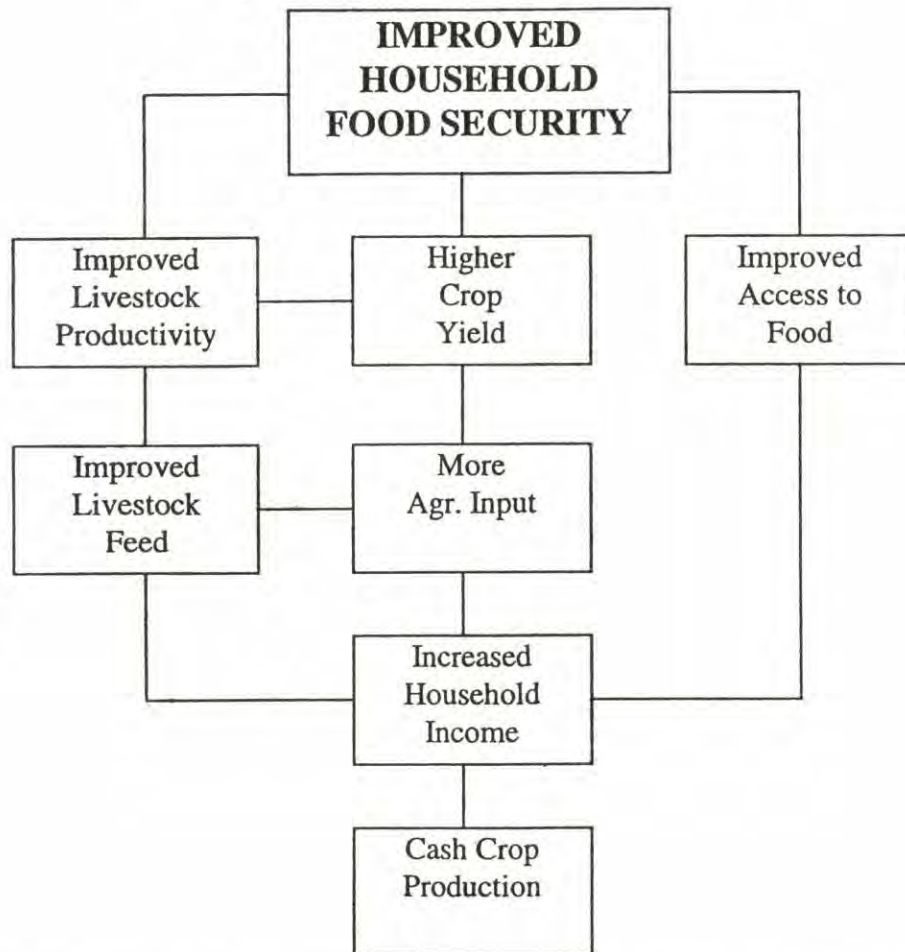 IMPROVED
HOUSEHOLD
FOOD SECURITY
Improved
Livestock
Productivity
Higher
Crop
Yield
Improved
Access to
Food
Improved
Livestock
Feed
More
Agr. Input
Increased
Household
Income
Cash Crop
Production